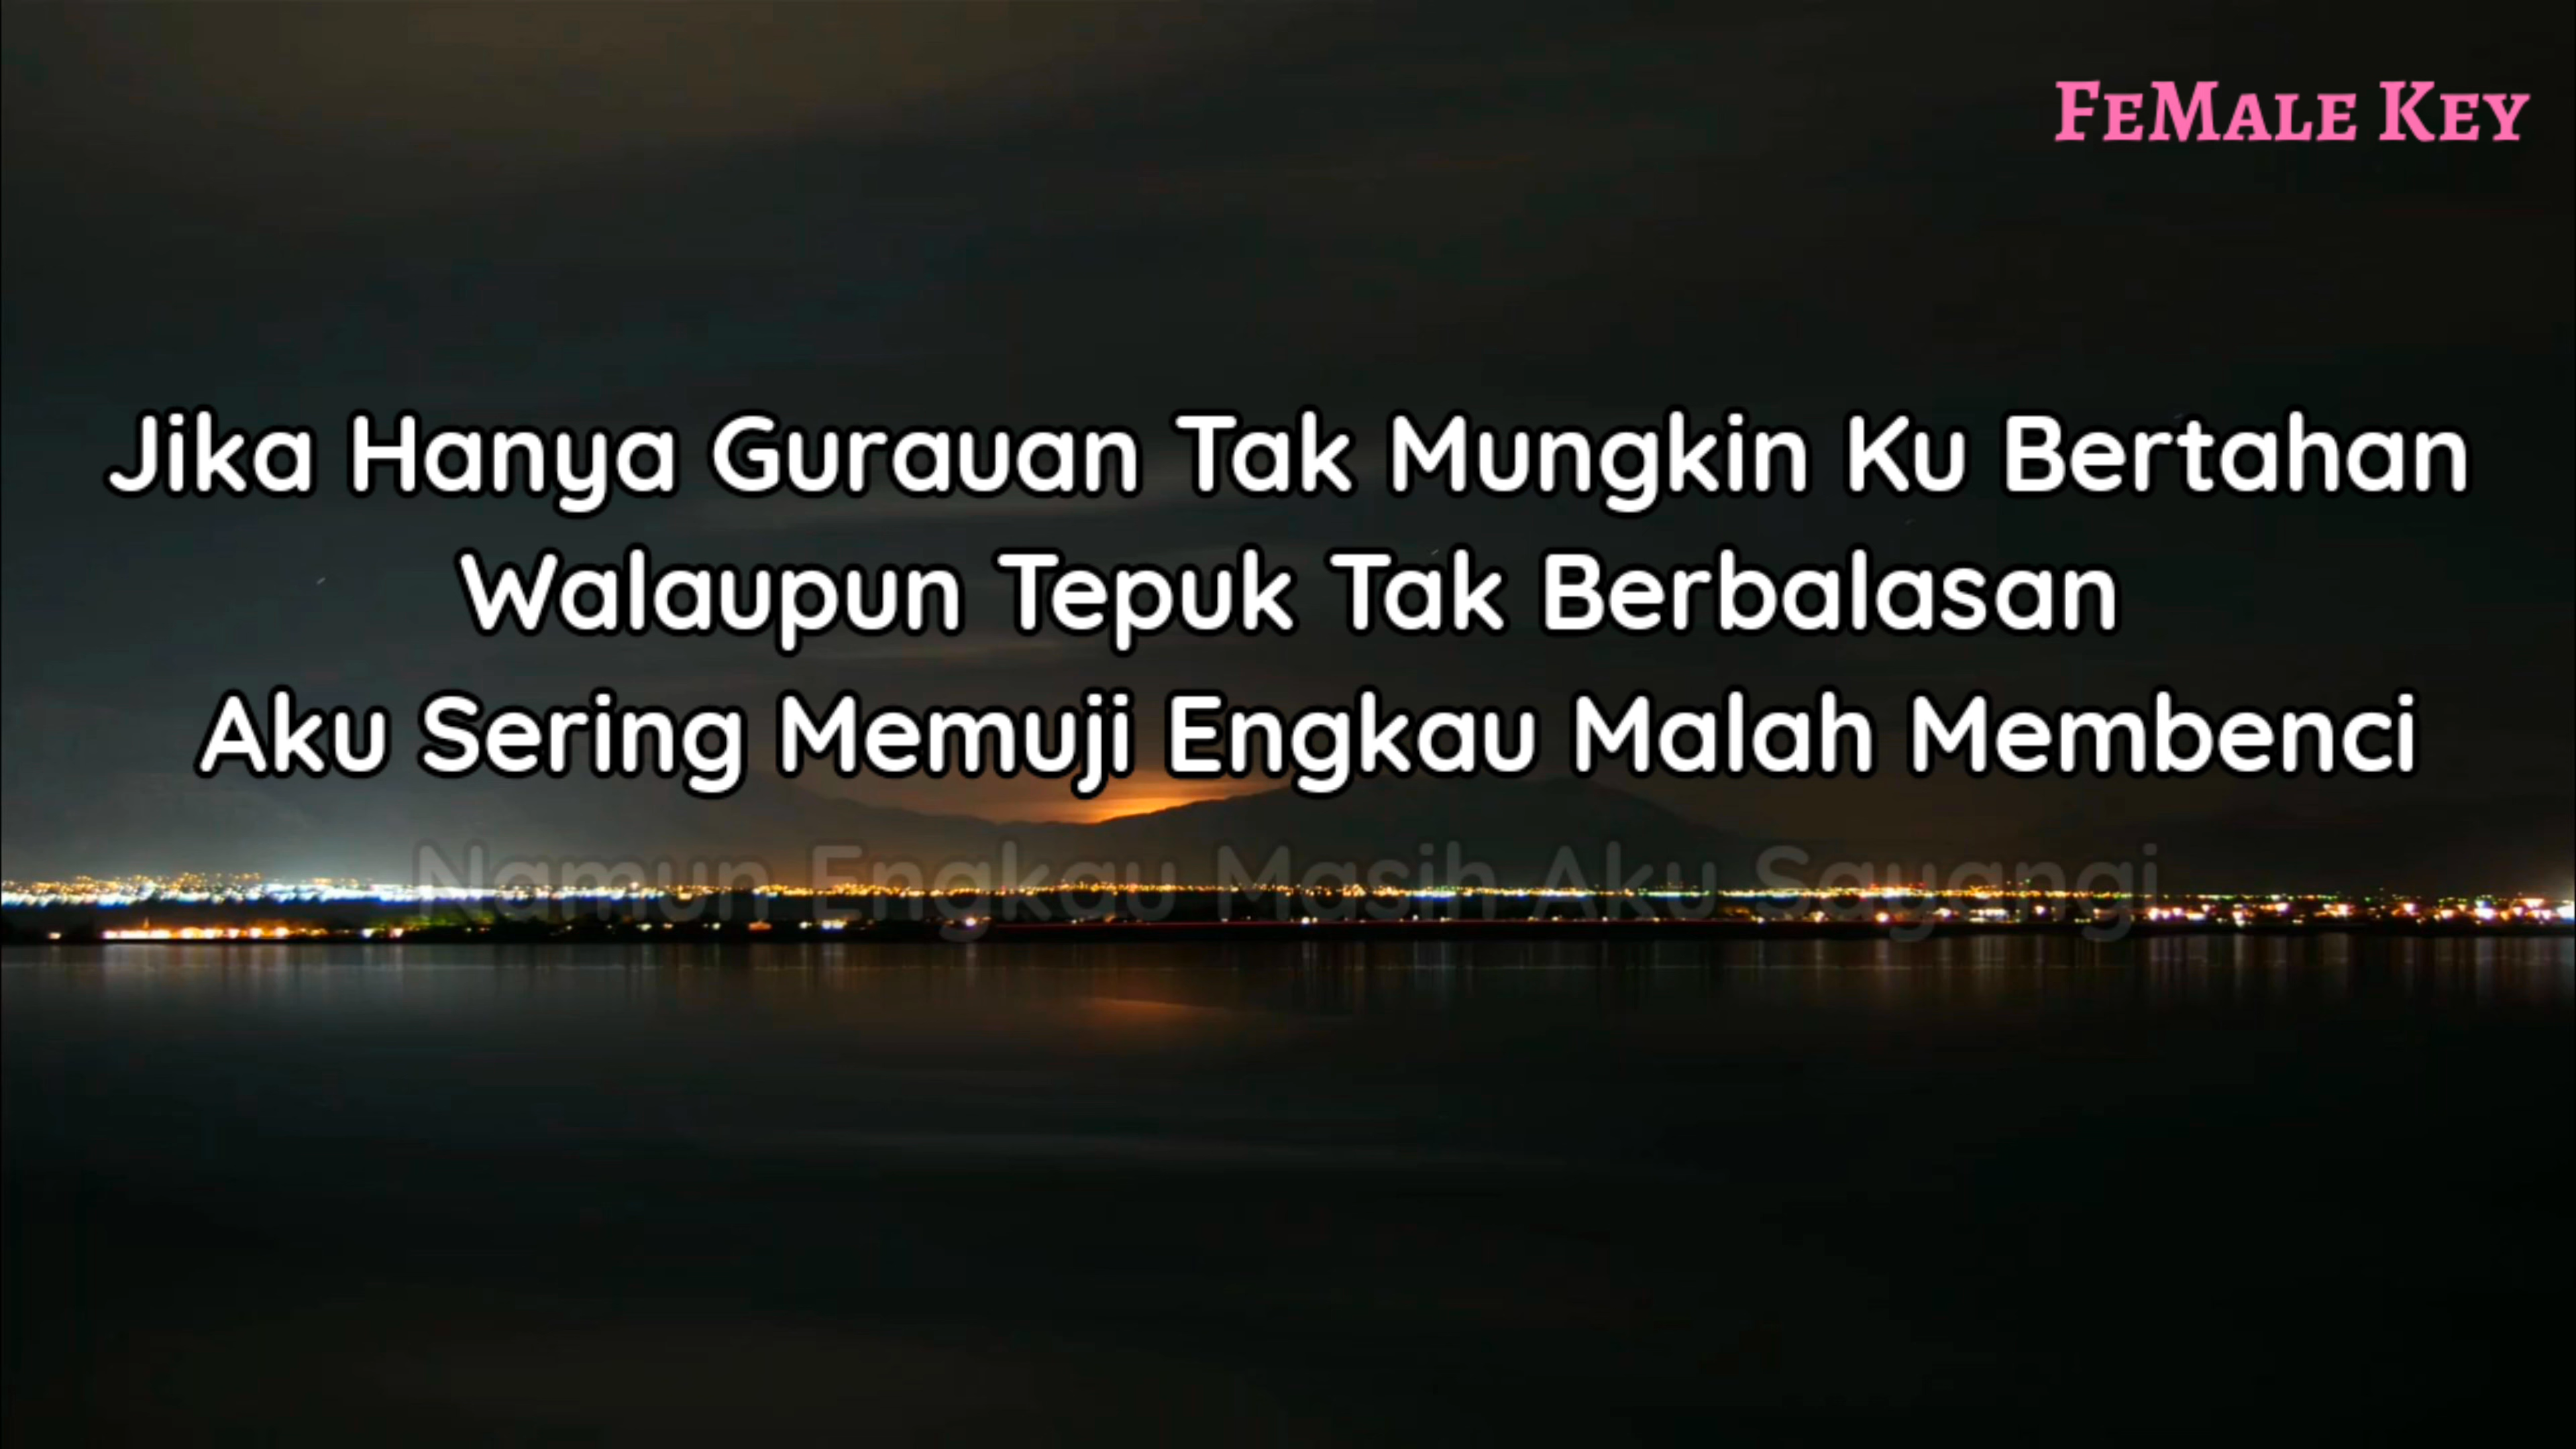 FeMale Key
Jika Hanya Gurauan Tak Mungkin Ku Bertahan
Walaupun Tepuk Tak Berbalasan
Aku Sering Memuji Engkau Malah Membenci
Namun Engkau Masih Aku Sayangi